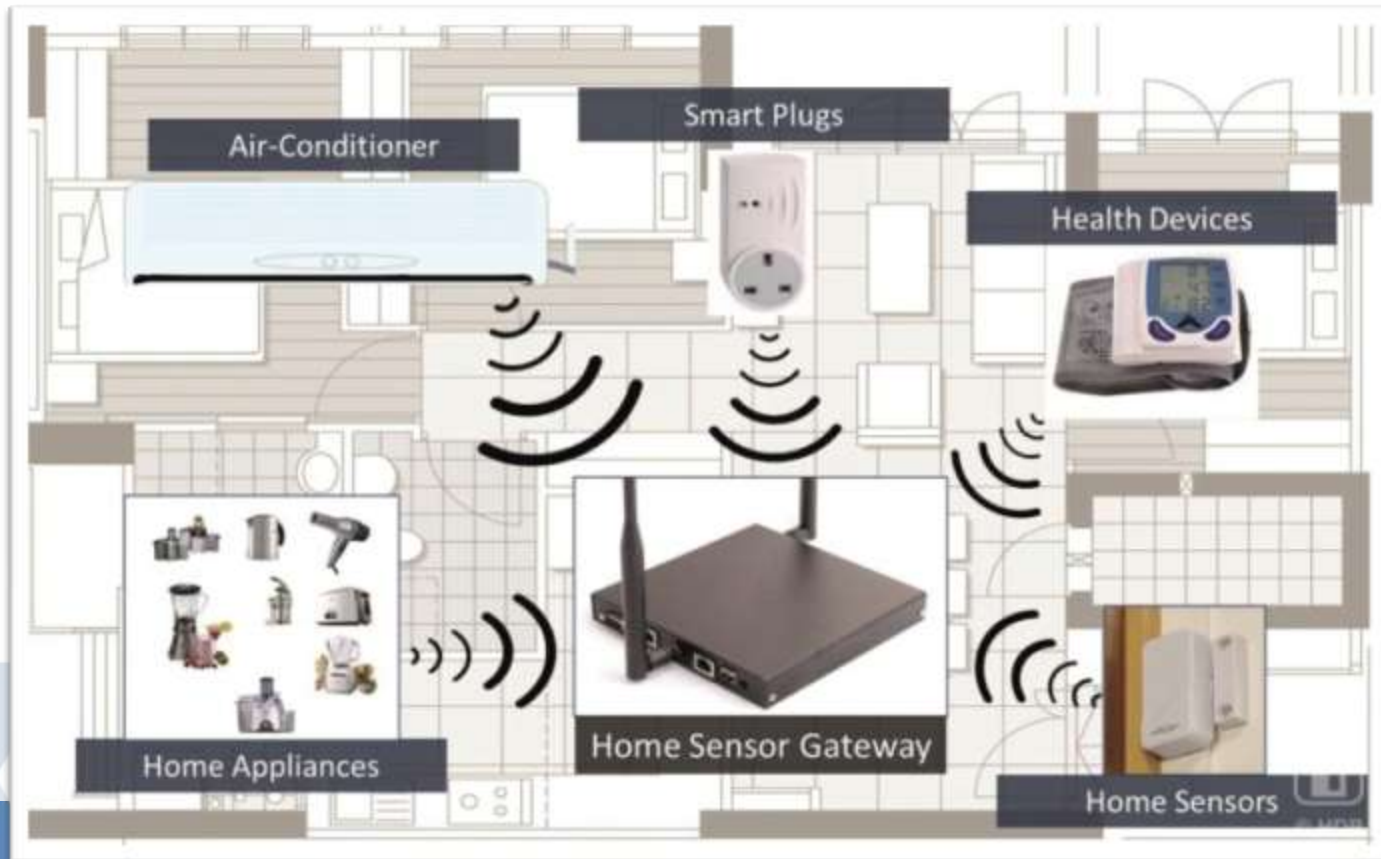 Smart Plugs
Air-Conditioner
Health Devices
Home Sensor Gateway
Home Appliances
Home Sensors